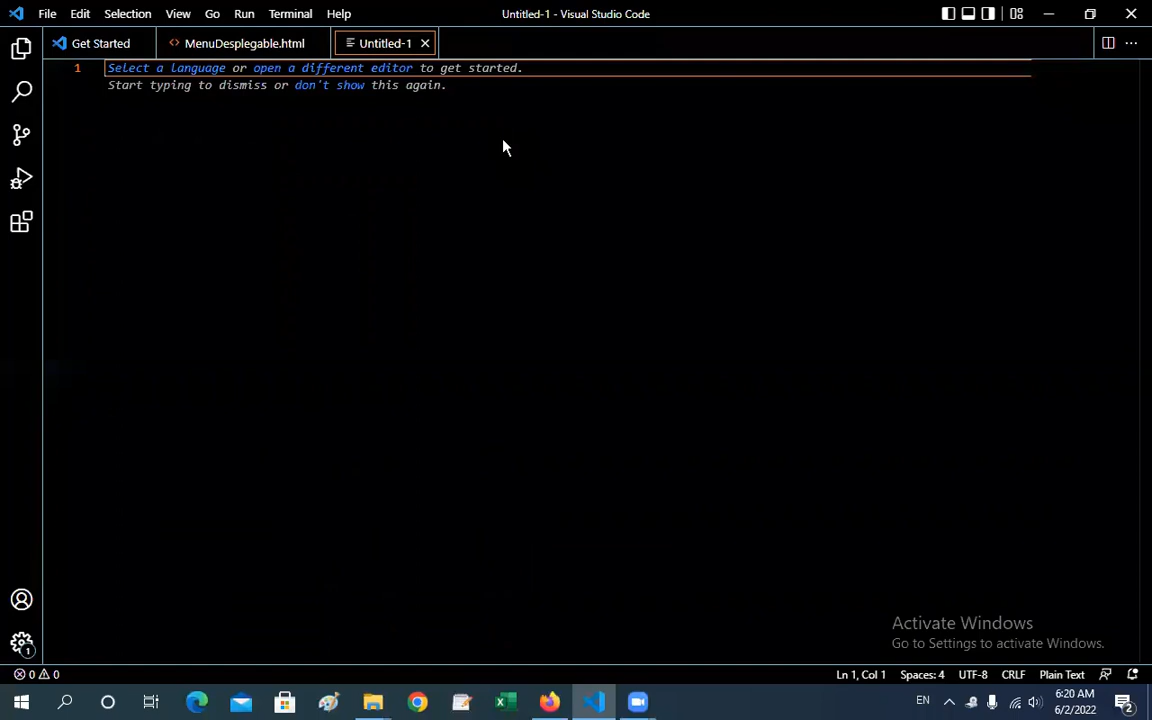 File Edit Selection View Go Run Terminal Help
Untitled-1 - Visual Studio Code
Get Started MenuDesplegable.html Untitled-1
1 Select a language or open a different editor to get started.
Start typing to dismiss or don't show this again.
Activate Windows
Go to Settings to activate Windows.
1
0 0 Ln 1, Col 1 Spaces: 4 UTF-8 CRLF Plain Text
EN 6:20 AM
6/2/2022 2